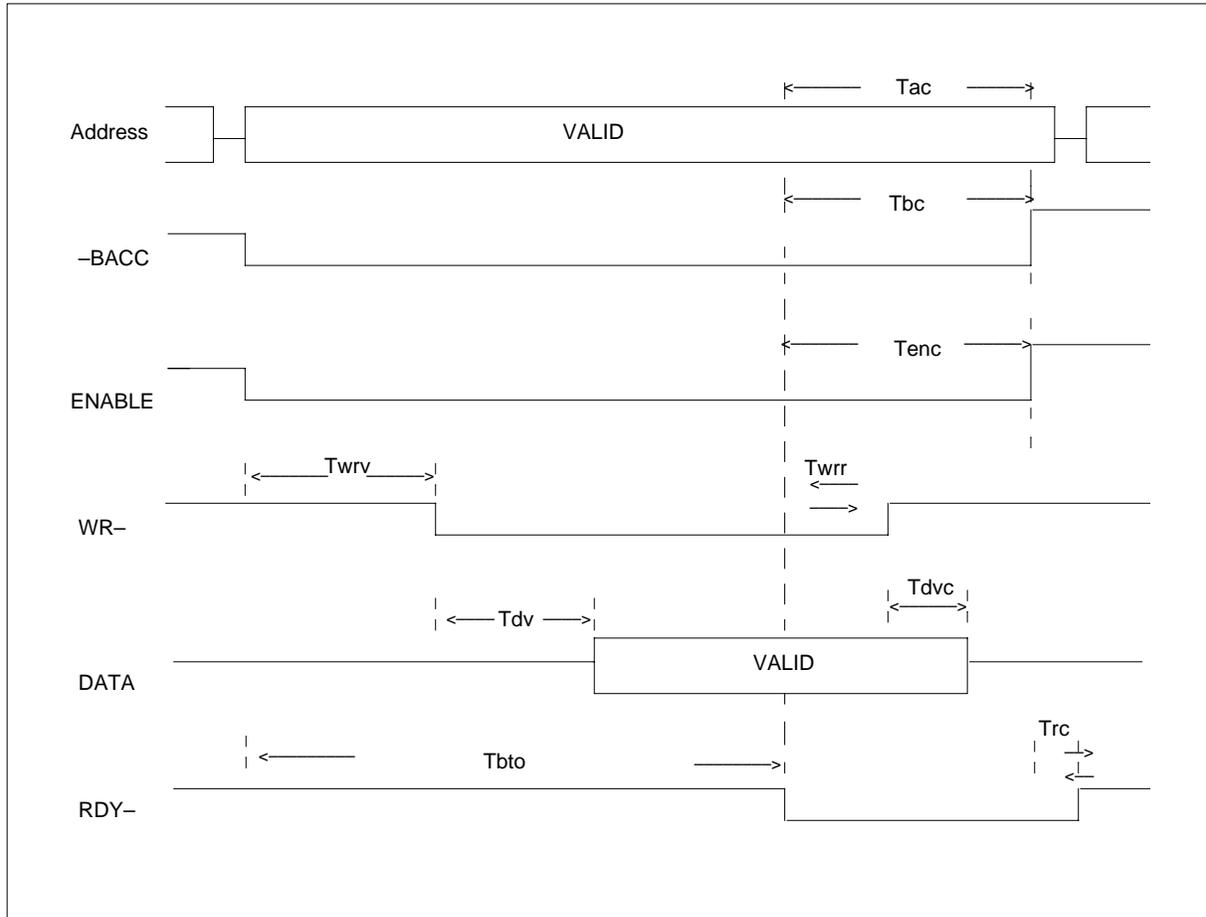 Tac
Address
VALID
Tbc
–BACC
Tenc
ENABLE
Twrv
Twrr
WR–
Tdvc
Tdv
VALID
DATA
Trc
Tbto
RDY–